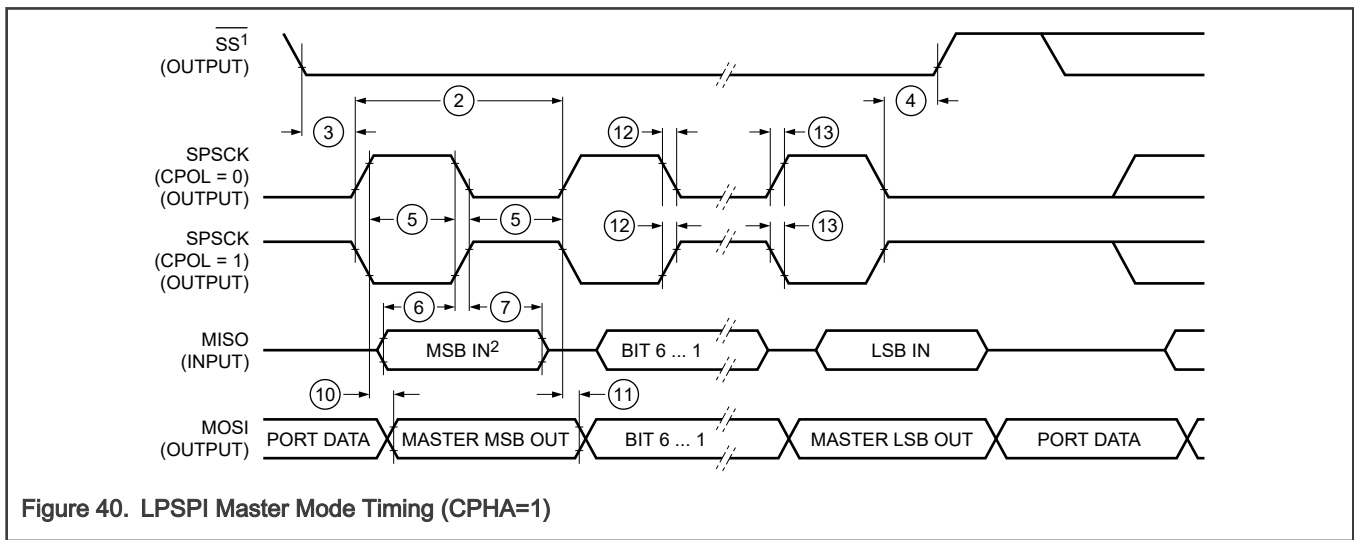 SS1
(OUTPUT)
2
3
4
SPSCK
(CPOL = 0)
(OUTPUT)
12
13
5
5
SPSCK
(CPOL = 1)
(OUTPUT)
12
13
6
7
MISO
(INPUT)
MSB IN2
BIT 6 ... 1
LSB IN
10
11
MOSI
(OUTPUT)
PORT DATA
MASTER MSB OUT
BIT 6 ... 1
MASTER LSB OUT
PORT DATA
Figure 40. LPSPI Master Mode Timing (CPHA=1)